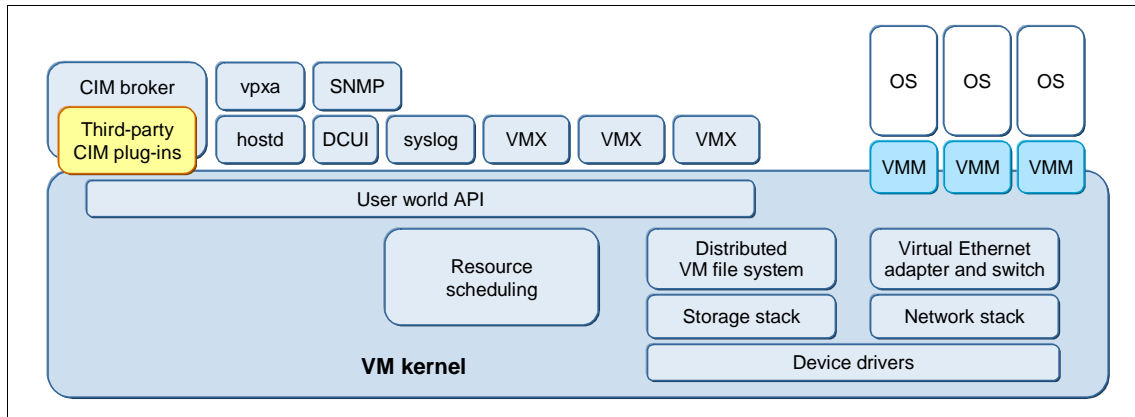 CIM broker
vpxa
SNMP
OS
OS
OS
Third-party
CIM plug-ins
hostd
DCUI
syslog
VMX
VMX
VMX
VMM
VMM
VMM
User world API
Resource
scheduling
Distributed
VM file system
Virtual Ethernet
adapter and switch
Storage stack
Network stack
VM kernel
Device drivers